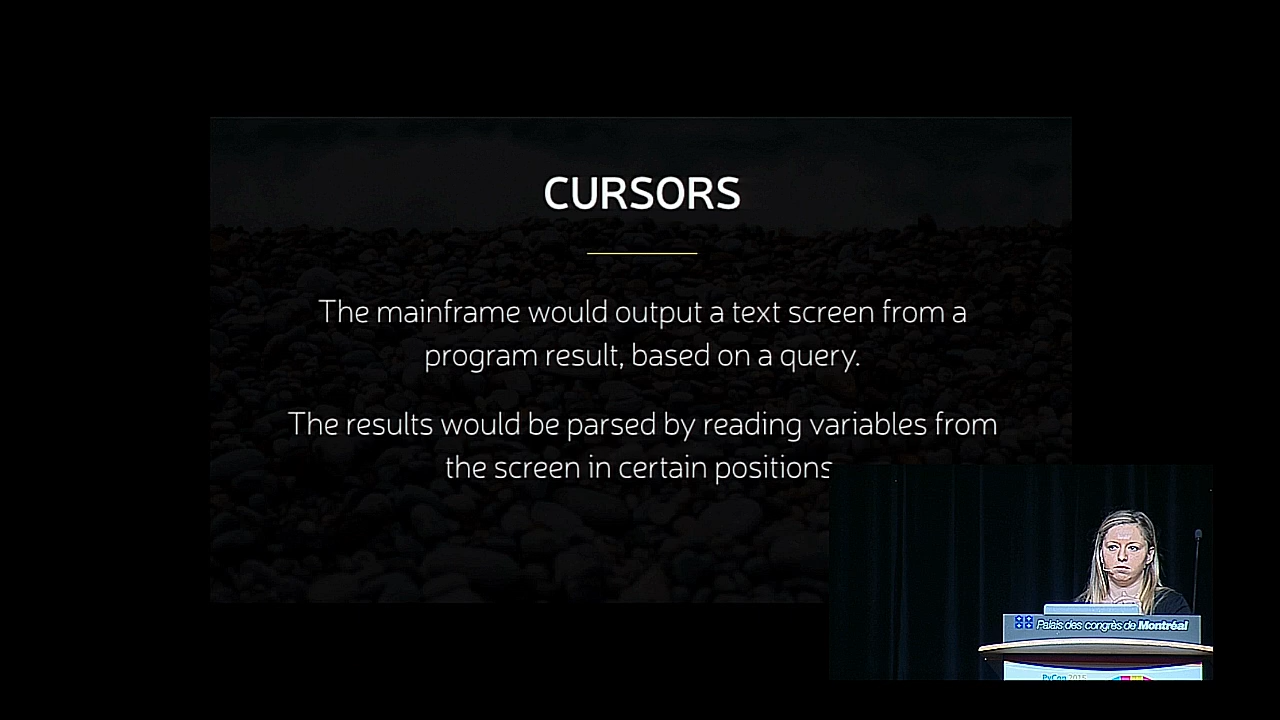 CURSORS
The mainframe would output a text screen from a
program result, based on a query.
The results would be parsed by reading variables from
the screen in certain positions
Palais des congrès de Montréal
PyCon 2015